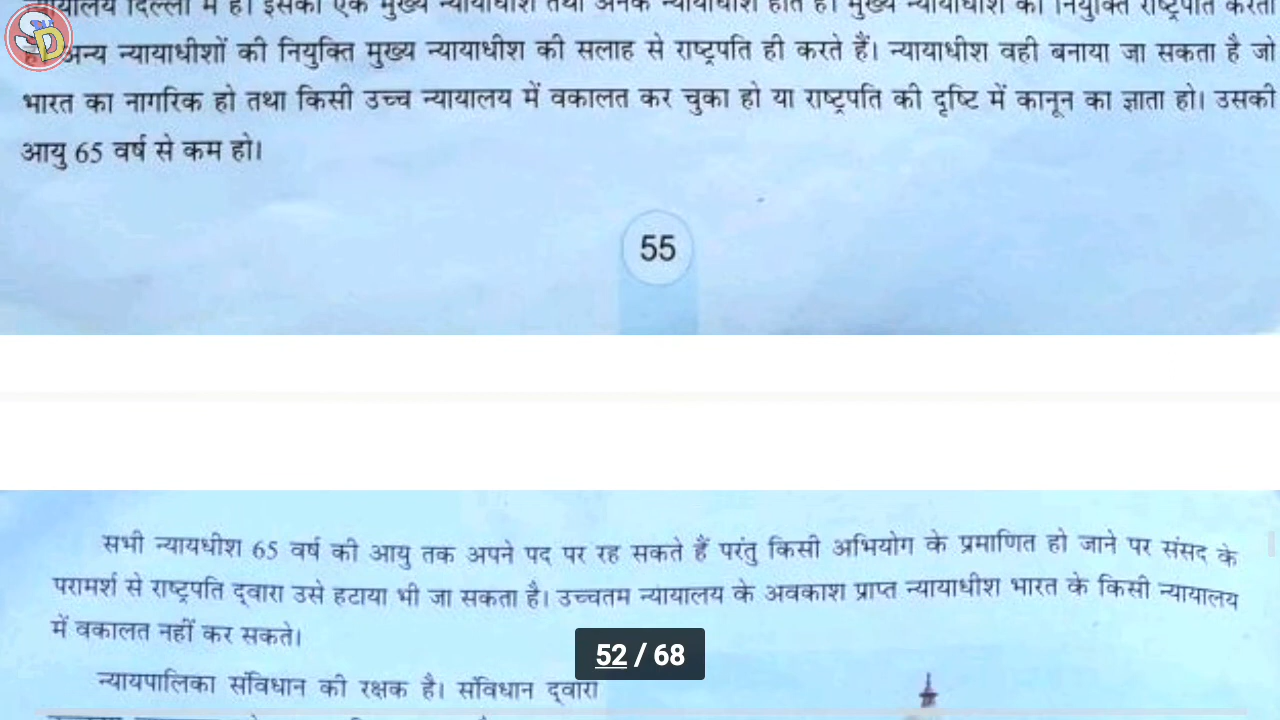 न्यायालय दिल्ली में है। इसका एक मुख्य न्यायाधीश तथा अनेक न्यायाधीश होते हैं। मुख्य न्यायाधीश की नियुक्ति राष्ट्रपति करता
अन्य न्यायाधीशों की नियुक्ति मुख्य न्यायाधीश की सलाह से राष्ट्रपति ही करते हैं। न्यायाधीश वही बनाया जा सकता है जो
भारत का नागरिक हो तथा किसी उच्च न्यायालय में वकालत कर चुका हो या राष्ट्रपति की दृष्टि में कानून का ज्ञाता हो। उसकी
आयु 65 वर्ष से कम हो।
55
सभी न्यायधीश 65 वर्ष की आयु तक अपने पद पर रह सकते हैं परंतु किसी अभियोग के प्रमाणित हो जाने पर संसद के
परामर्श से राष्ट्रपति द्वारा उसे हटाया भी जा सकता है। उच्चतम न्यायालय के अवकाश प्राप्त न्यायाधीश भारत के किसी न्यायालय
में वकालत नहीं कर सकते।
52 / 68
न्यायपालिका संविधान की रक्षक है। संविधान द्वारा